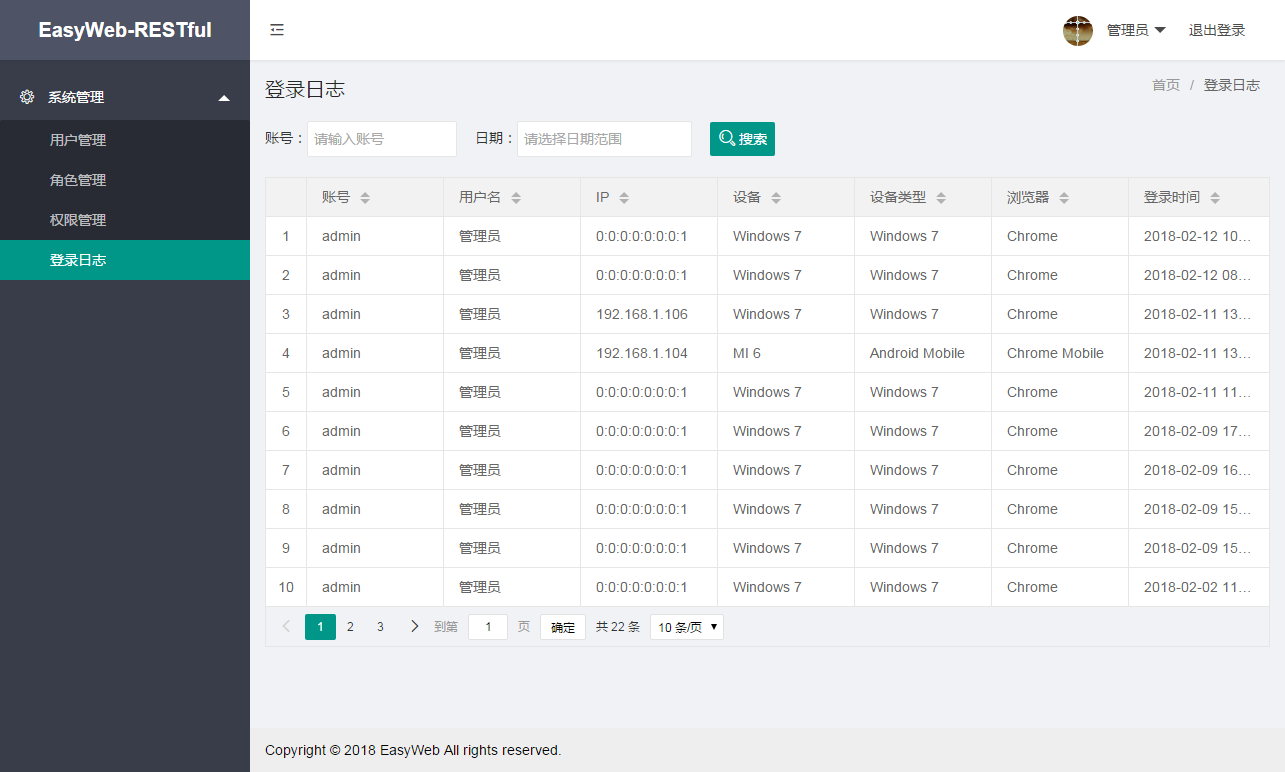 EasyWeb-RESTful
管理员 退出登录
系统管理
用户管理
角色管理
权限管理
登录日志
登录日志
首页 / 登录日志
账号： 请输入账号 日期： 请选择日期范围 搜索
账号 用户名 IP 设备 设备类型 浏览器 登录时间
1 admin 管理员 0:0:0:0:0:0:0:1 Windows 7 Windows 7 Chrome 2018-02-12 10...
2 admin 管理员 0:0:0:0:0:0:0:1 Windows 7 Windows 7 Chrome 2018-02-12 08...
3 admin 管理员 192.168.1.106 Windows 7 Windows 7 Chrome 2018-02-11 13...
4 admin 管理员 192.168.1.104 MI 6 Android Mobile Chrome Mobile 2018-02-11 13...
5 admin 管理员 0:0:0:0:0:0:0:1 Windows 7 Windows 7 Chrome 2018-02-11 11...
6 admin 管理员 0:0:0:0:0:0:0:1 Windows 7 Windows 7 Chrome 2018-02-09 17...
7 admin 管理员 0:0:0:0:0:0:0:1 Windows 7 Windows 7 Chrome 2018-02-09 16...
8 admin 管理员 0:0:0:0:0:0:0:1 Windows 7 Windows 7 Chrome 2018-02-09 15...
9 admin 管理员 0:0:0:0:0:0:0:1 Windows 7 Windows 7 Chrome 2018-02-09 15...
10 admin 管理员 0:0:0:0:0:0:0:1 Windows 7 Windows 7 Chrome 2018-02-02 11...
1 2 3 到第 1 页 确定 共 22 条 10 条/页
Copyright © 2018 EasyWeb All rights reserved.